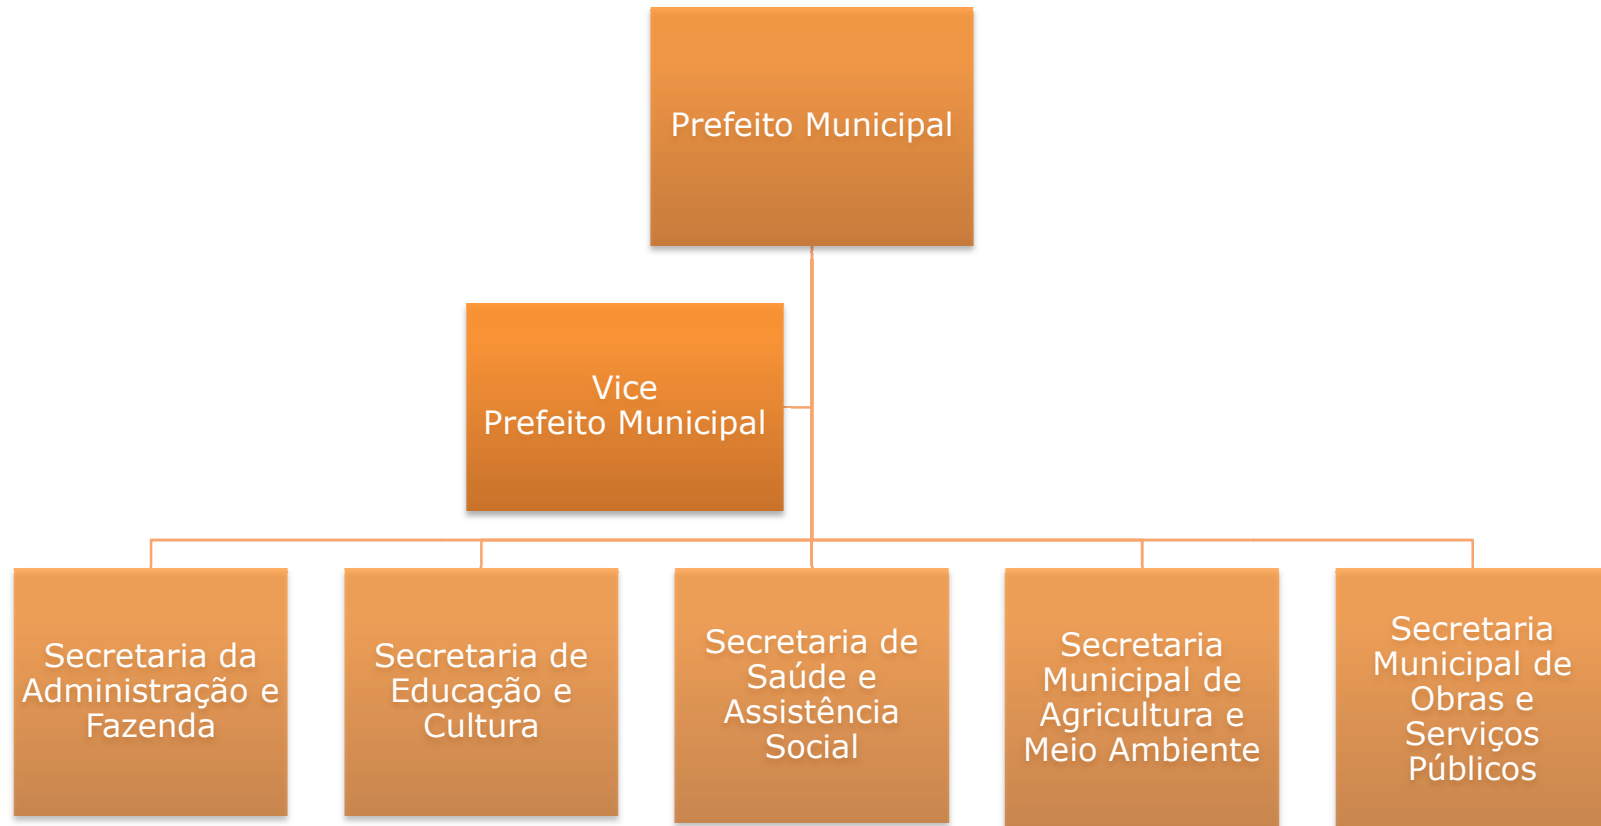 Prefeito Municipal
Vice
Prefeito Municipal
Secretaria da
Administração e
Fazenda
Secretaria de
Educação e
Cultura
Secretaria de
Saúde e
Assistência
Social
Secretaria
Municipal de
Agricultura e
Meio Ambiente
Secretaria
Municipal de
Obras e
Serviços
Públicos